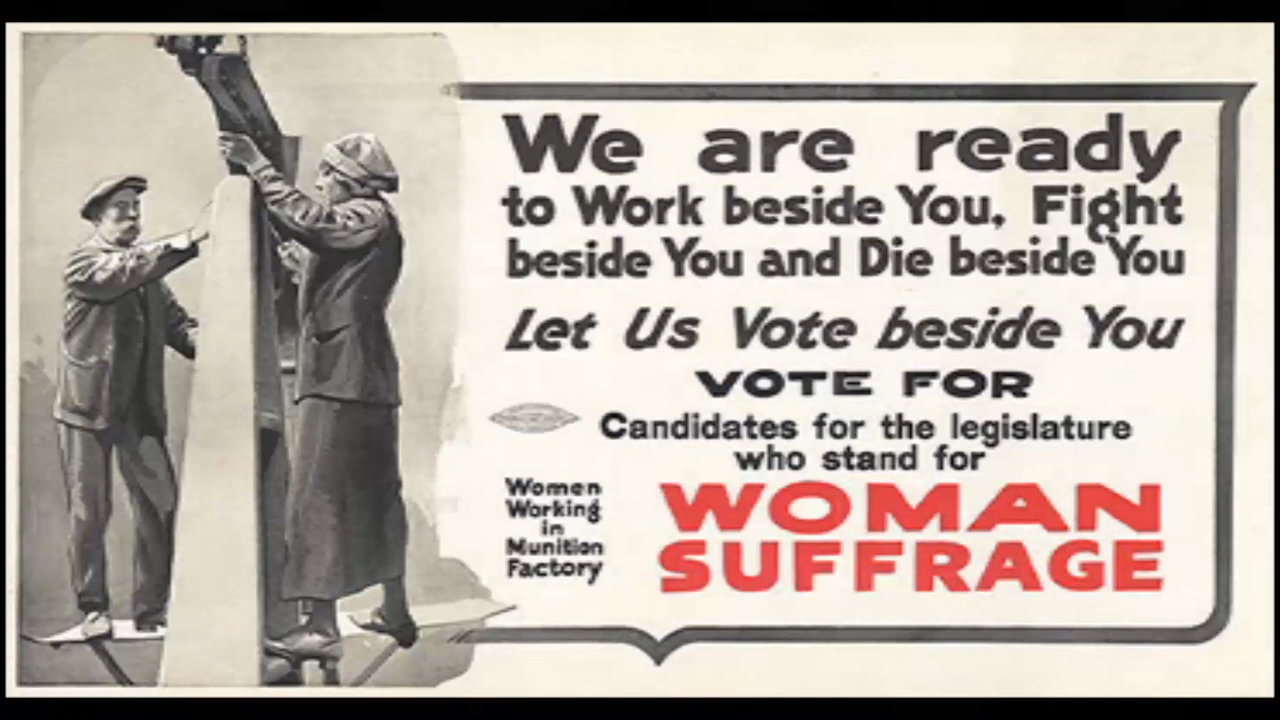 We are ready
to Work beside You, Fight
beside You and Die beside You
Let Us Vote beside You
VOTE FOR
Candidates for the legislature
who stand for
WOMAN
SUFFRAGE
Women
Working
in
Munition
Factory